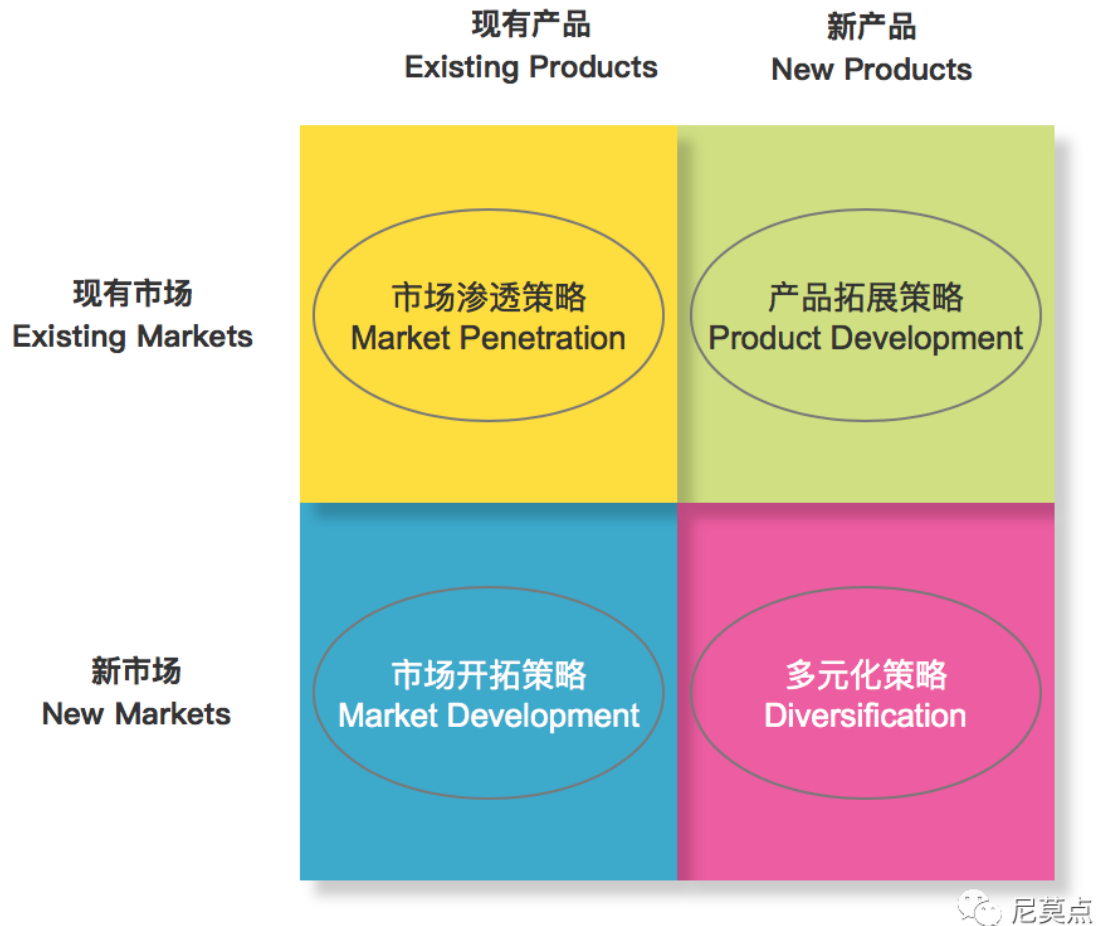 现有产品
Existing Products
新产品
New Products
现有市场
Existing Markets
市场渗透策略
Market Penetration
产品拓展策略
Product Development
新市场
New Markets
市场开拓策略
Market Development
多元化策略
Diversification
尼莫点